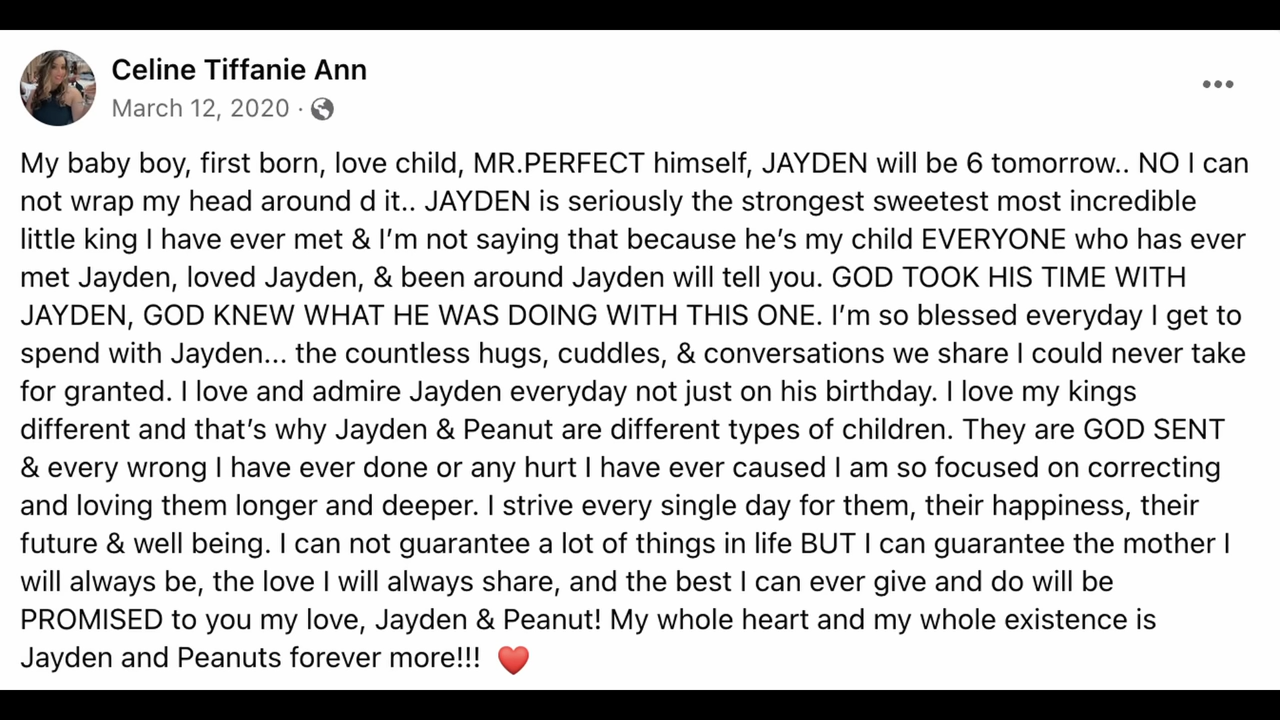 Celine Tiffanie Ann
March 12, 2020 ·
My baby boy, first born, love child, MR.PERFECT himself, JAYDEN will be 6 tomorrow.. NO I can
not wrap my head around d it.. JAYDEN is seriously the strongest sweetest most incredible
little king I have ever met & I’m not saying that because he’s my child EVERYONE who has ever
met Jayden, loved Jayden, & been around Jayden will tell you. GOD TOOK HIS TIME WITH
JAYDEN, GOD KNEW WHAT HE WAS DOING WITH THIS ONE. I’m so blessed everyday I get to
spend with Jayden... the countless hugs, cuddles, & conversations we share I could never take
for granted. I love and admire Jayden everyday not just on his birthday. I love my kings
different and that’s why Jayden & Peanut are different types of children. They are GOD SENT
& every wrong I have ever done or any hurt I have ever caused I am so focused on correcting
and loving them longer and deeper. I strive every single day for them, their happiness, their
future & well being. I can not guarantee a lot of things in life BUT I can guarantee the mother I
will always be, the love I will always share, and the best I can ever give and do will be
PROMISED to you my love, Jayden & Peanut! My whole heart and my whole existence is
Jayden and Peanuts forever more!!! ❤️